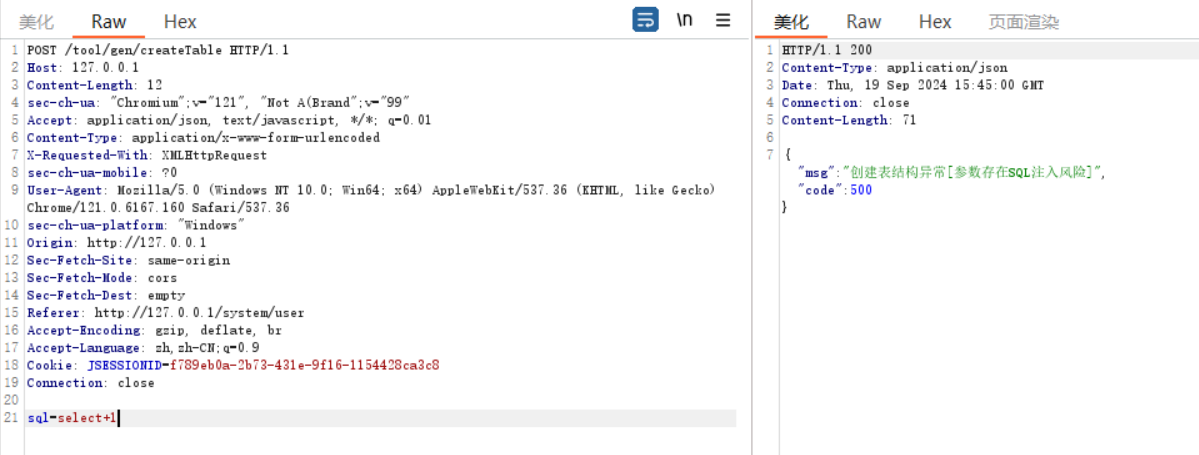 美化 Raw Hex \n
1 POST /tool/gen/createTable HTTP/1.1
2 Host: 127.0.0.1
3 Content-Length: 12
4 sec-ch-ua: "Chromium";v="121", "Not A(Brand";v="99"
5 Accept: application/json, text/javascript, */*; q=0.01
6 Content-Type: application/x-www-form-urlencoded
7 X-Requested-With: XMLHttpRequest
8 sec-ch-ua-mobile: ?0
9 User-Agent: Mozilla/5.0 (Windows NT 10.0; Win64; x64) AppleWebKit/537.36 (KHTML, like Gecko)
Chrome/121.0.6167.160 Safari/537.36
10 sec-ch-ua-platform: "Windows"
11 Origin: http://127.0.0.1
12 Sec-Fetch-Site: same-origin
13 Sec-Fetch-Mode: cors
14 Sec-Fetch-Dest: empty
15 Referer: http://127.0.0.1/system/user
16 Accept-Encoding: gzip, deflate, br
17 Accept-Language: zh,zh-CN;q=0.9
18 Cookie: JSESSIONID=f789eb0a-2b73-431e-9f16-1154428ca3c8
19 Connection: close
20
21 sql=select+1
美化 Raw Hex 页面渲染
1 HTTP/1.1 200
2 Content-Type: application/json
3 Date: Thu, 19 Sep 2024 15:45:00 GMT
4 Connection: close
5 Content-Length: 71
6
7 {
"msg":"创建表结构异常[参数存在SQL注入风险]",
"code":500
}